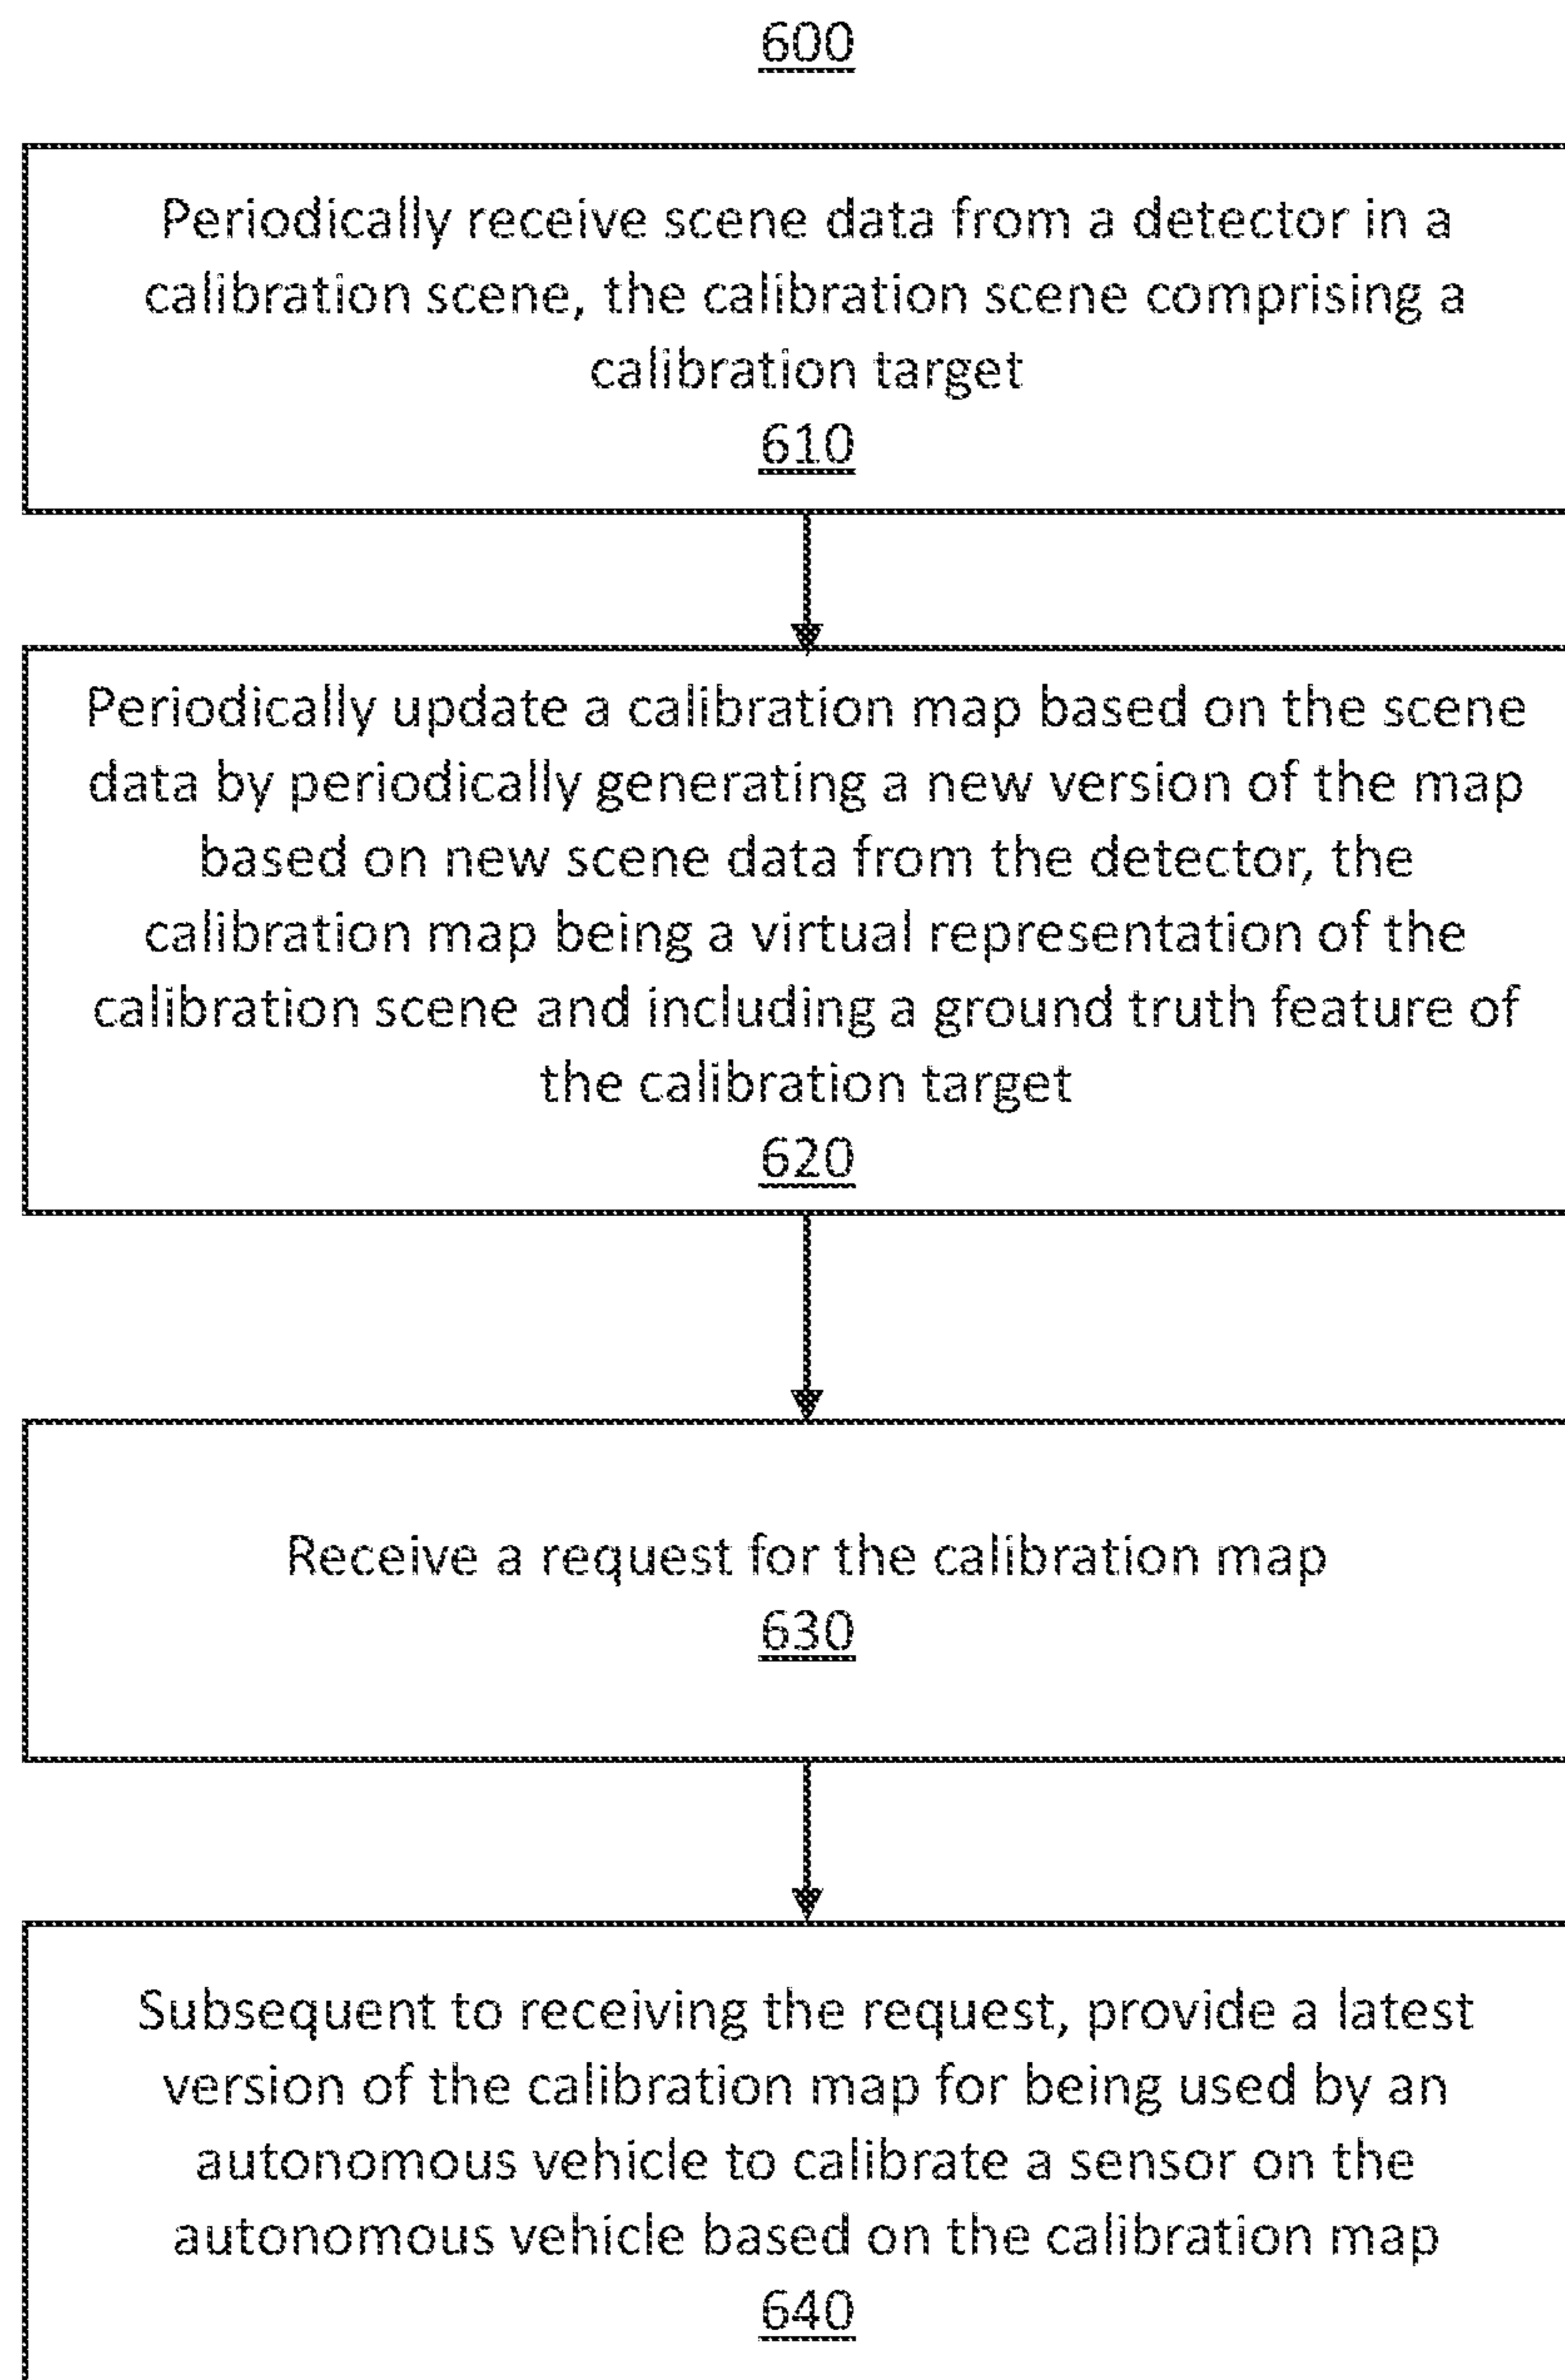 600
Periodically receive scene data from a detector in a
calibration scene, the calibration scene comprising a
calibration target
610
Periodically update a calibration map based on the scene
data by periodically generating a new version of the map
based on new scene data from the detector, the
calibration map being a virtual representation of the
calibration scene and including a ground truth feature of
the calibration target
620
Receive a request for the calibration map
630
Subsequent to receiving the request, provide a latest
version of the calibration map for being used by an
autonomous vehicle to calibrate a sensor on the
autonomous vehicle based on the calibration map
640